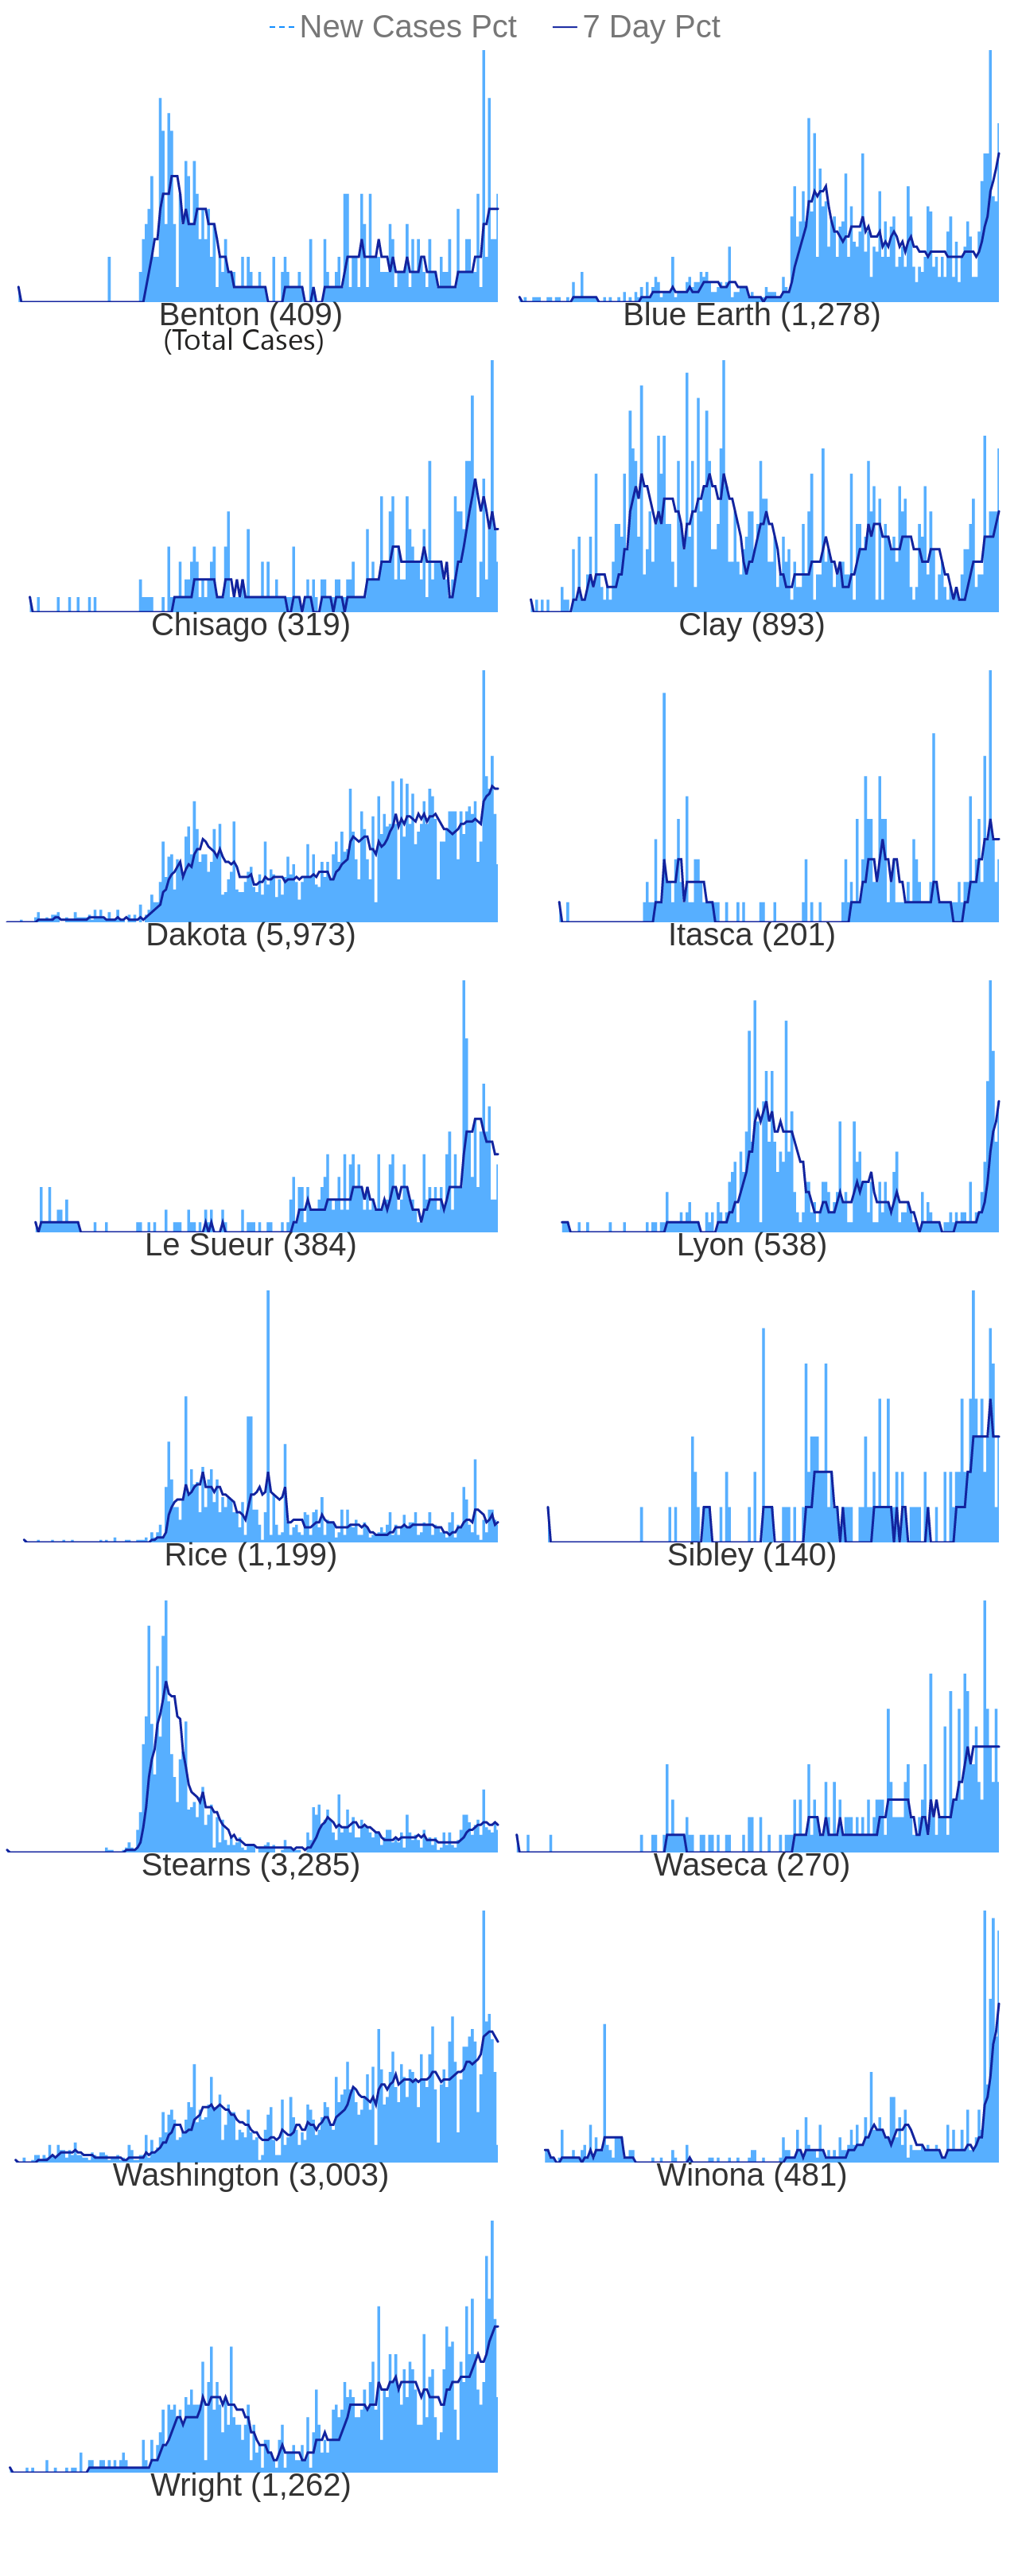 New Cases Pct 7 Day Pct
Benton (409) Blue Earth (1,278)
(Total Cases)
Chisago (319) Clay (893)
Dakota (5,973) Itasca (201)
Le Sueur (384) Lyon (538)
Rice (1,199) Sibley (140)
Stearns (3,285) Waseca (270)
Washington (3,003) Winona (481)
Wright (1,262)